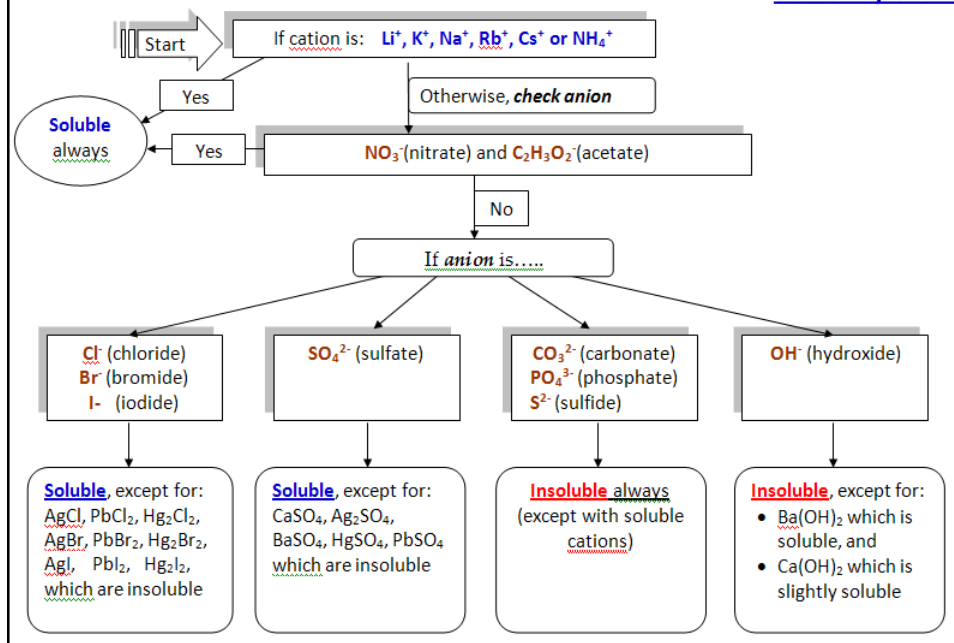 Start
If cation is: Li⁺, K⁺, Na⁺, Rb⁺, Cs⁺ or NH₄⁺
Yes
Otherwise, check anion
Soluble
always
Yes
NO₃⁻(nitrate) and C₂H₃O₂⁻(acetate)
No
If anion is…..
Cl⁻ (chloride)
Br⁻ (bromide)
I- (iodide)
SO₄²⁻ (sulfate)
CO₃²⁻ (carbonate)
PO₄³⁻ (phosphate)
S²⁻ (sulfide)
OH⁻ (hydroxide)
Soluble, except for:
AgCl, PbCl₂, Hg₂Cl₂,
AgBr, PbBr₂, Hg₂Br₂,
AgI, PbI₂, Hg₂I₂,
which are insoluble
Soluble, except for:
CaSO₄, Ag₂SO₄,
BaSO₄, HgSO₄, PbSO₄
which are insoluble
Insoluble always
(except with soluble
cations)
Insoluble, except for:
• Ba(OH)₂ which is
soluble, and
• Ca(OH)₂ which is
slightly soluble